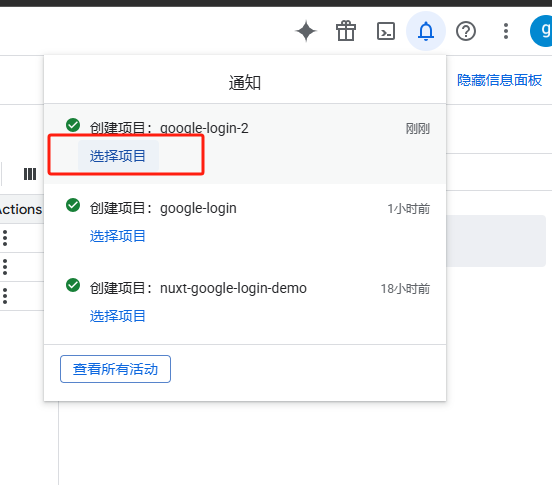 g
通知
隐藏信息面板
创建项目：google-login-2
刚刚
选择项目
Actions
创建项目：google-login
1小时前
选择项目
创建项目：nuxt-google-login-demo
18小时前
选择项目
查看所有活动